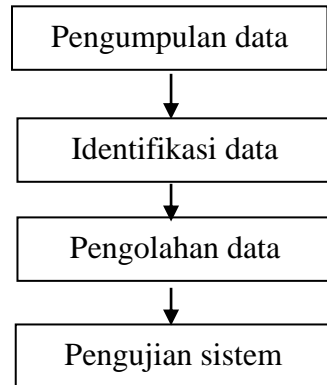 Pengumpulan data
Identifikasi data
Pengolahan data
Pengujian sistem